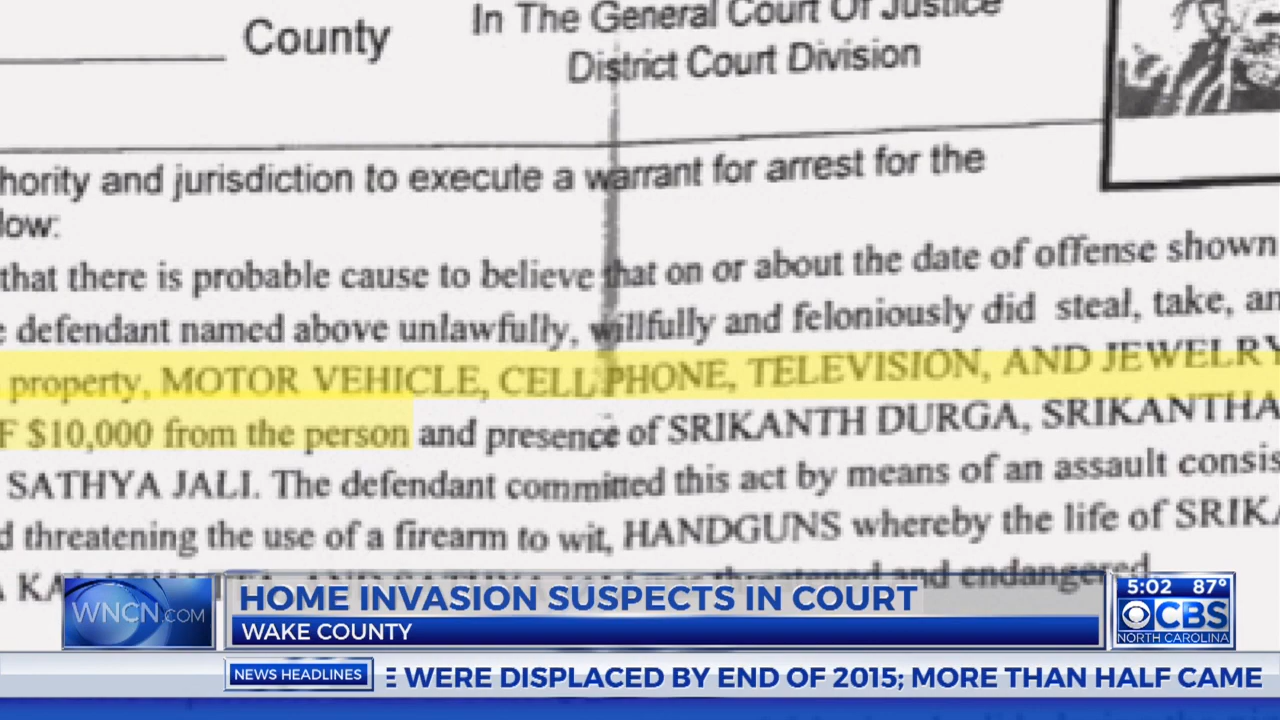 County
In The General Court Of Justice
District Court Division
hority and jurisdiction to execute a warrant for arrest for the
low:
that there is probable cause to believe that on or about the date of offense shown
e defendant named above unlawfully, willfully and feloniously did steal, take, an
property, MOTOR VEHICLE, CELL PHONE, TELEVISION, AND JEWELRY
F $10,000 from the person and presence of SRIKANTH DURGA, SRIKANTHA
SATHYA JALI. The defendant committed this act by means of an assault consis
d threatening the use of a firearm to wit, HANDGUNS whereby the life of SRIKA
threatened and endangered
WNCN.COM
HOME INVASION SUSPECTS IN COURT
WAKE COUNTY
5:02 87°
CBS
NORTH CAROLINA
NEWS HEADLINES
WERE DISPLACED BY END OF 2015; MORE THAN HALF CAME